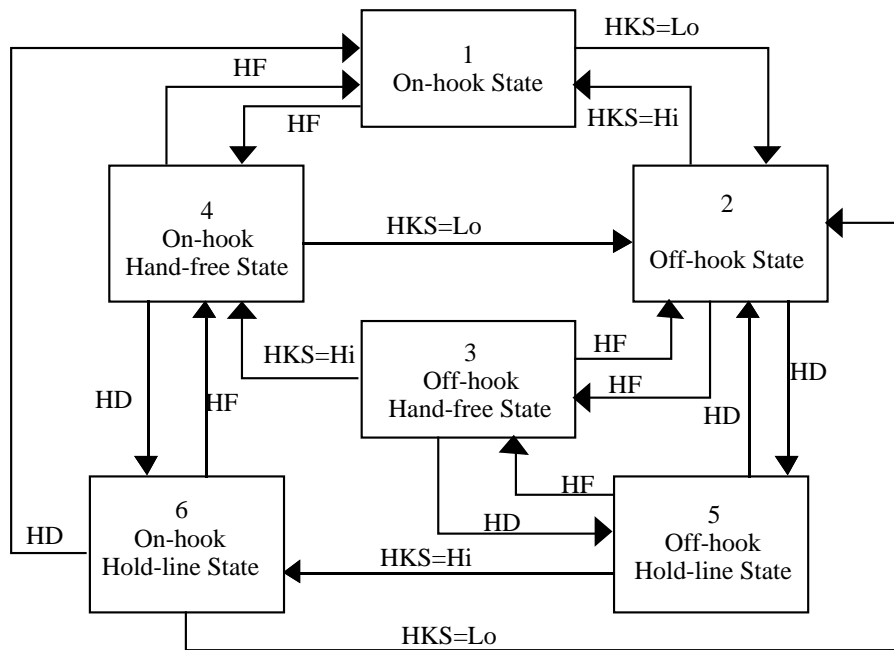 HKS=Lo
1
On-hook State
HF
HF
HKS=Hi
4
On-hook
Hand-free State
HKS=Lo
2
Off-hook State
HKS=Hi
3
Off-hook
Hand-free State
HF
HF
HD
HF
HD
HD
HF
HD
6
On-hook
Hold-line State
HD
HKS=Hi
5
Off-hook
Hold-line State
HKS=Lo